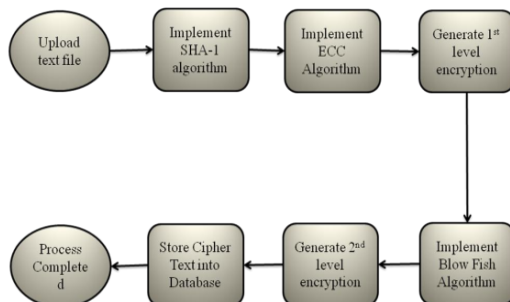 Upload
text file
Implement
SHA-1
algorithm
Implement
ECC
Algorithm
Generate 1st
level
encryption
Implement
Blow Fish
Algorithm
Generate 2nd
level
encryption
Store Cipher
Text into
Database
Process
Complete
d